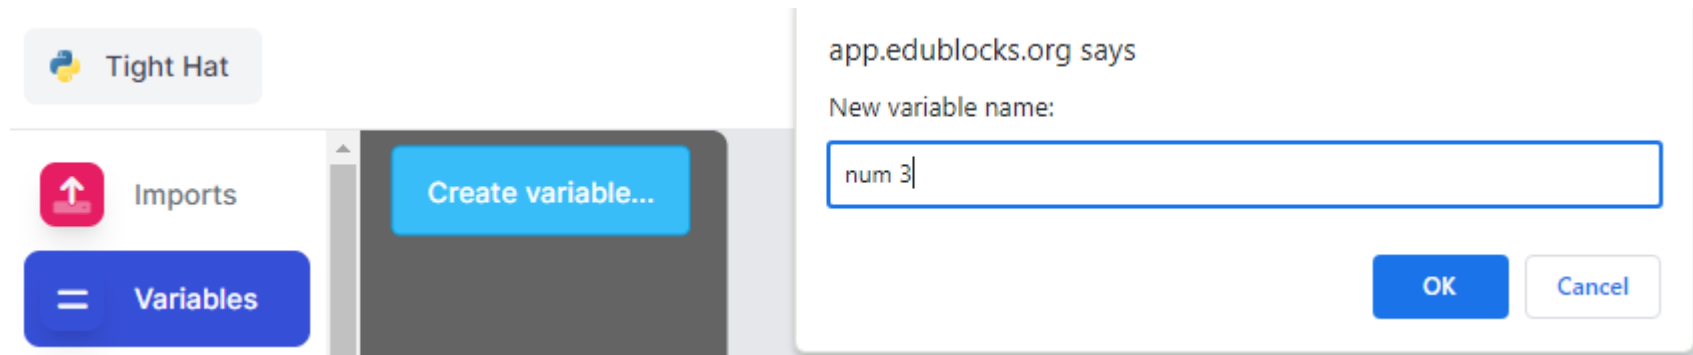 Tight Hat
Imports
Variables
Create variable...
app.edublocks.org says
New variable name:
num 3
OK
Cancel